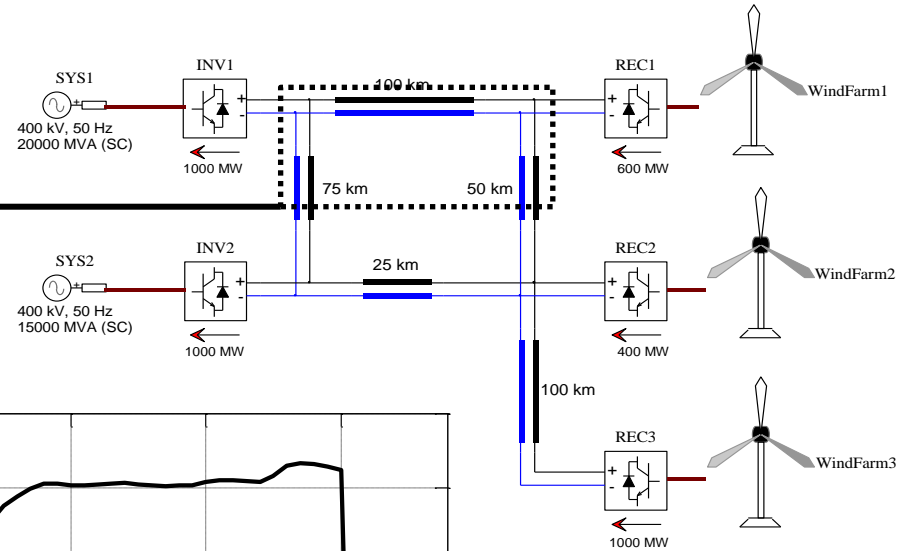 100 km
SYS1
INV1
REC1
+
+
-
+
-
WindFarm1
400 kV, 50 Hz
20000 MVA (SC)
1000 MW
600 MW
75 km
50 km
SYS2
INV2
25 km
REC2
+
+
-
+
-
WindFarm2
400 kV, 50 Hz
15000 MVA (SC)
1000 MW
400 MW
100 km
REC3
+
-
WindFarm3
1000 MW